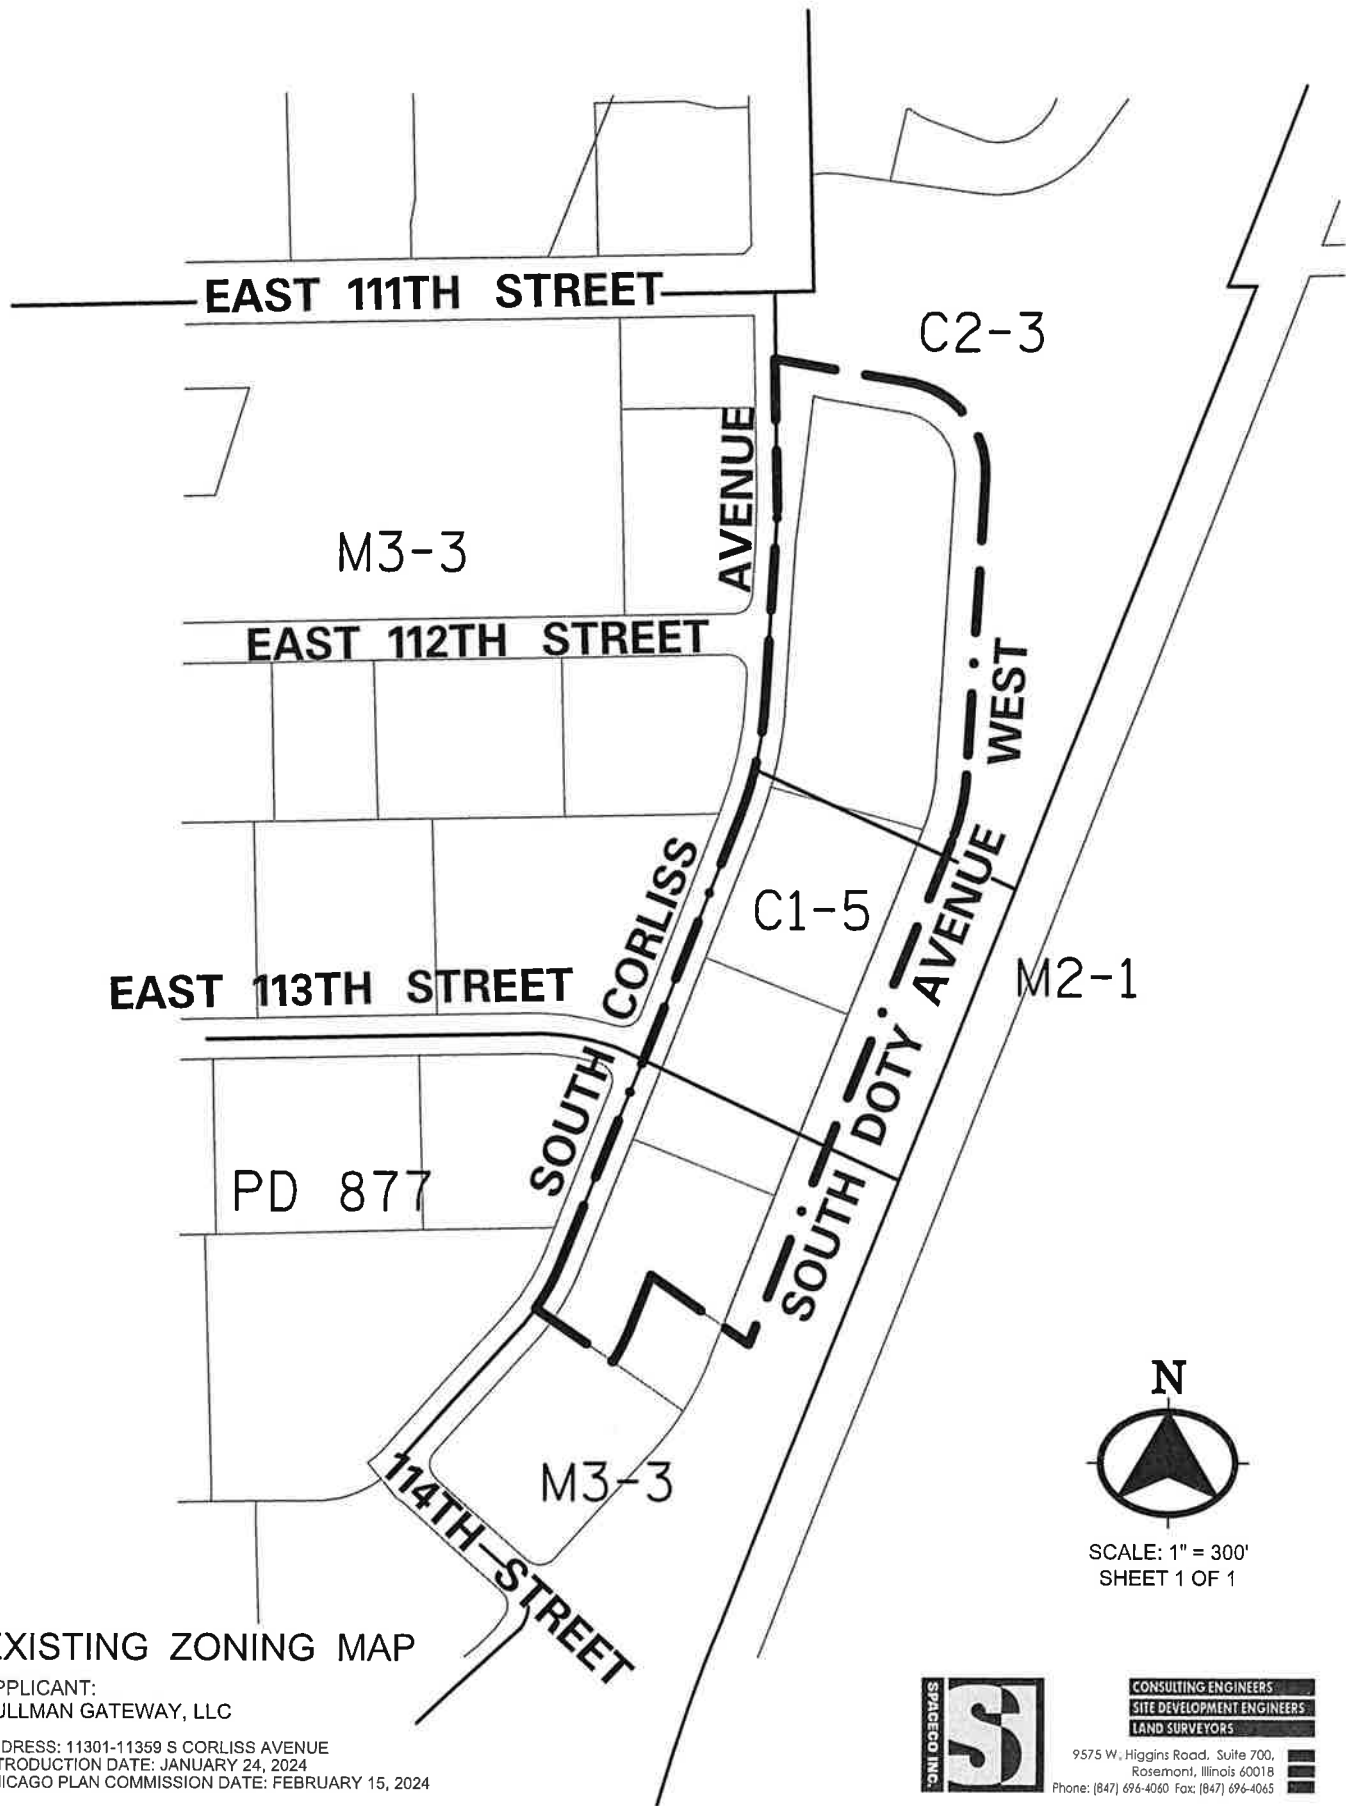 EAST 111TH STREET
C2-3
AVENUE
M3-3
EAST 112TH STREET
WEST
SOUTH CORLISS
C1-5
SOUTH DOTY AVENUE
EAST 113TH STREET
M2-1
PD 877
N
M3-3
114TH STREET
SCALE: 1" = 300'
SHEET 1 OF 1
EXISTING ZONING MAP
PPLICANT:
ULLMAN GATEWAY, LLC
DRESS: 11301-11359 S CORLISS AVENUE
TRODUCTION DATE: JANUARY 24, 2024
IICAGO PLAN COMMISSION DATE: FEBRUARY 15, 2024
SPACECO INC.
CONSULTING ENGINEERS
SITE DEVELOPMENT ENGINEERS
LAND SURVEYORS
9575 W. Higgins Road, Suite 700,
Rosemont, Illinois 60018
Phone: (847) 696-4060 Fax: (847) 696-4065